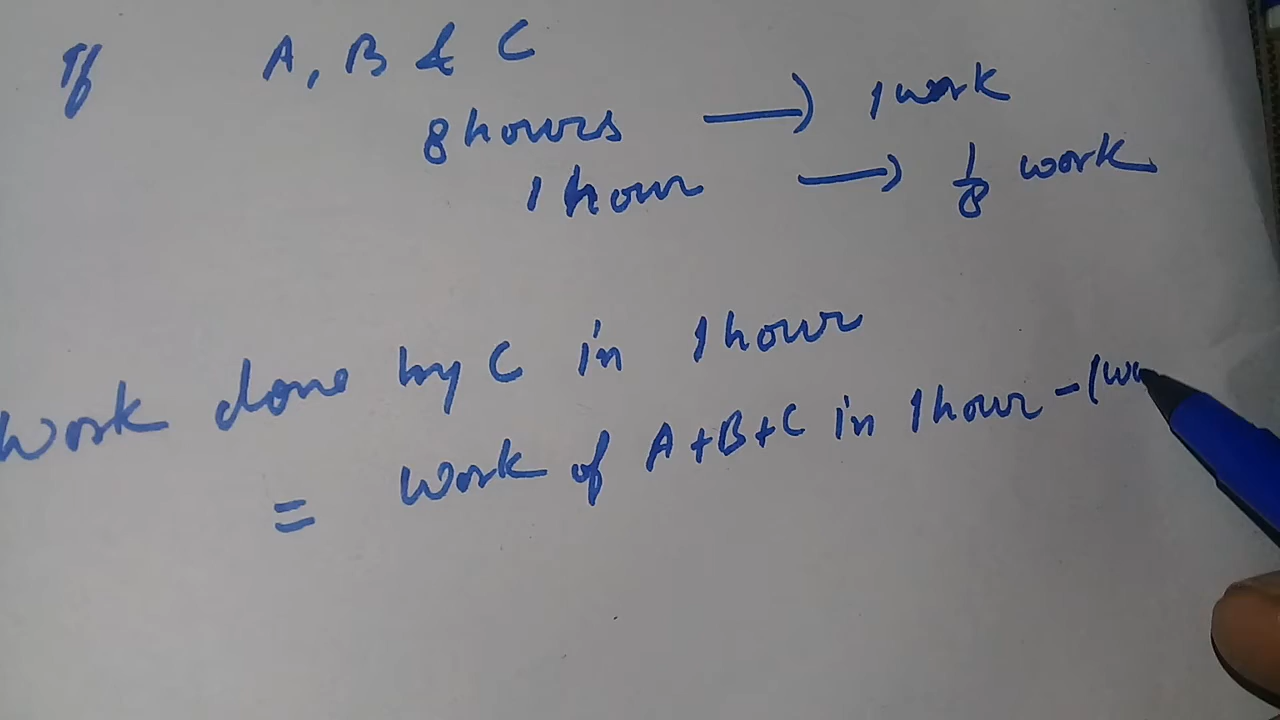 If A, B & C
8 hours → 1 work
1 hour → 1/8 work
Work done by C in 1 hour
= Work of A+B+C in 1 hour - (wo